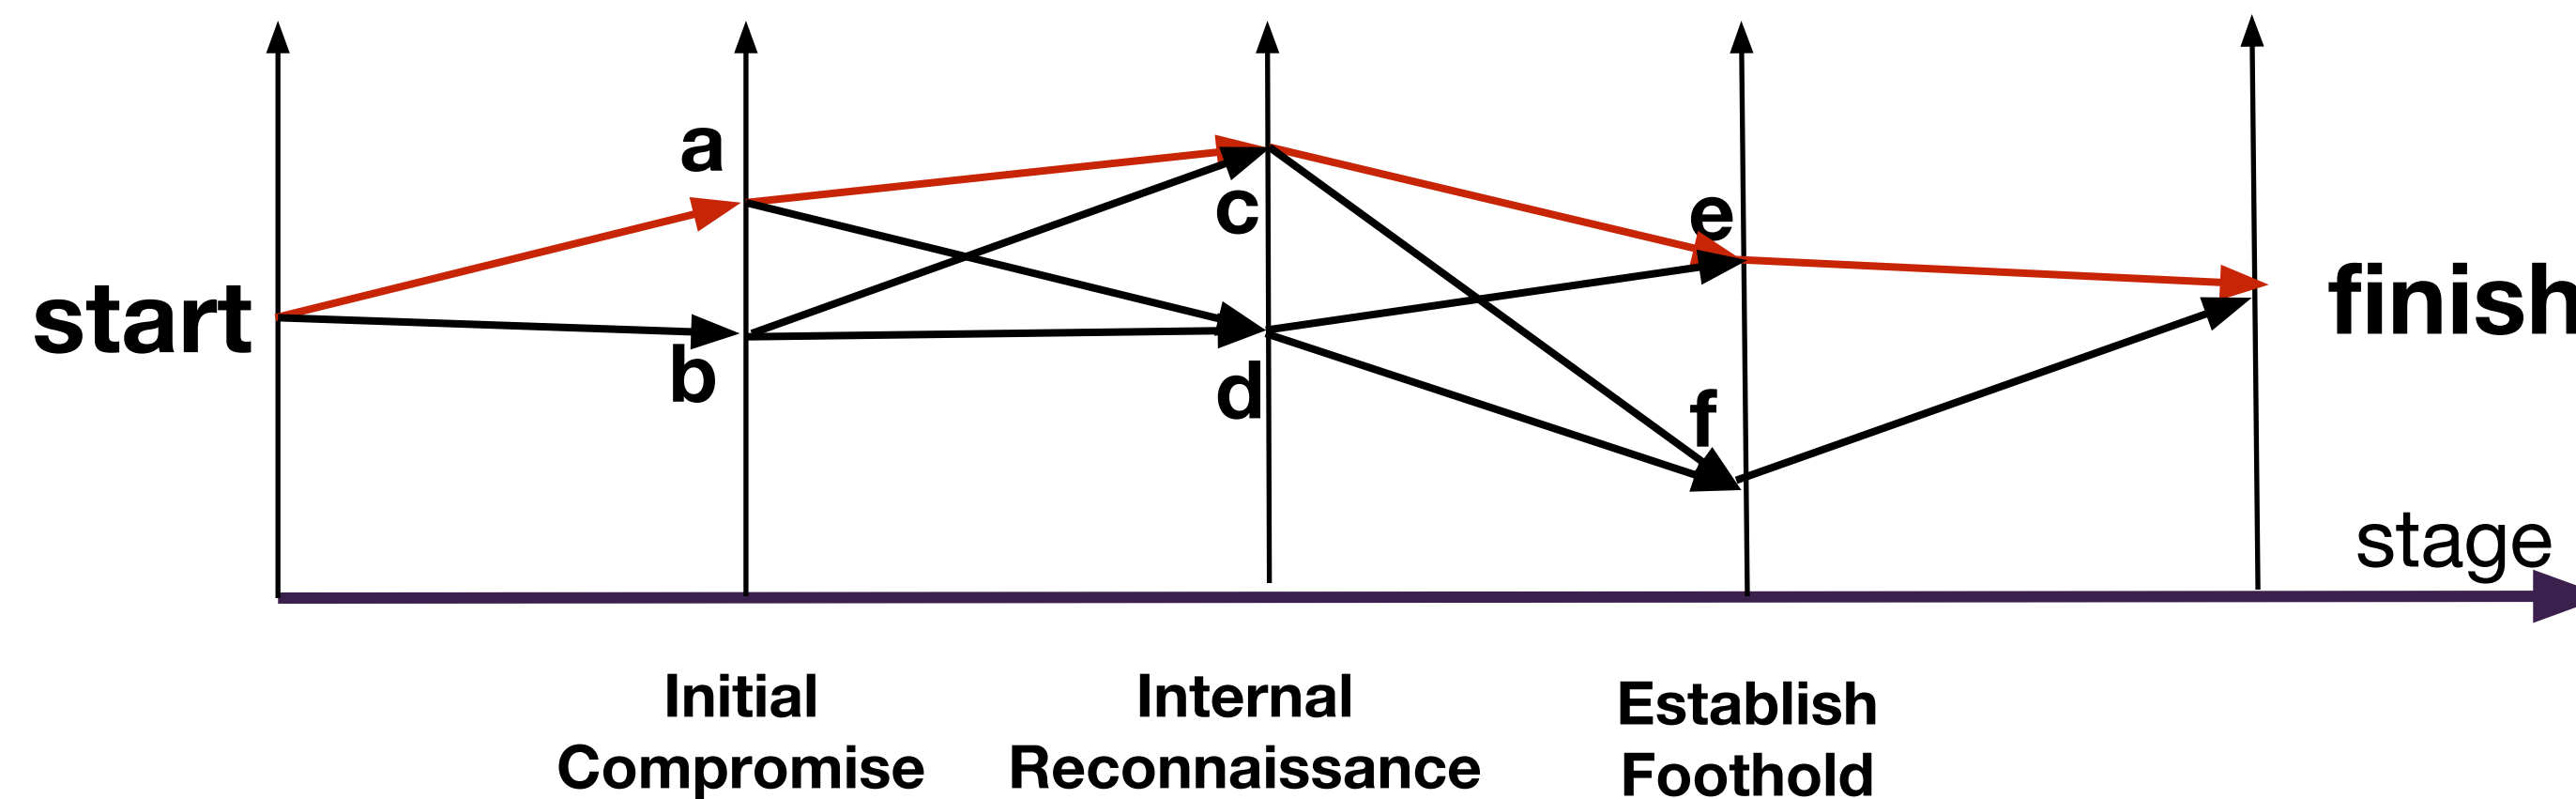 a
c
e
start
finish
b
d
f
stage
Initial
Compromise
Internal
Reconnaissance
Establish
Foothold